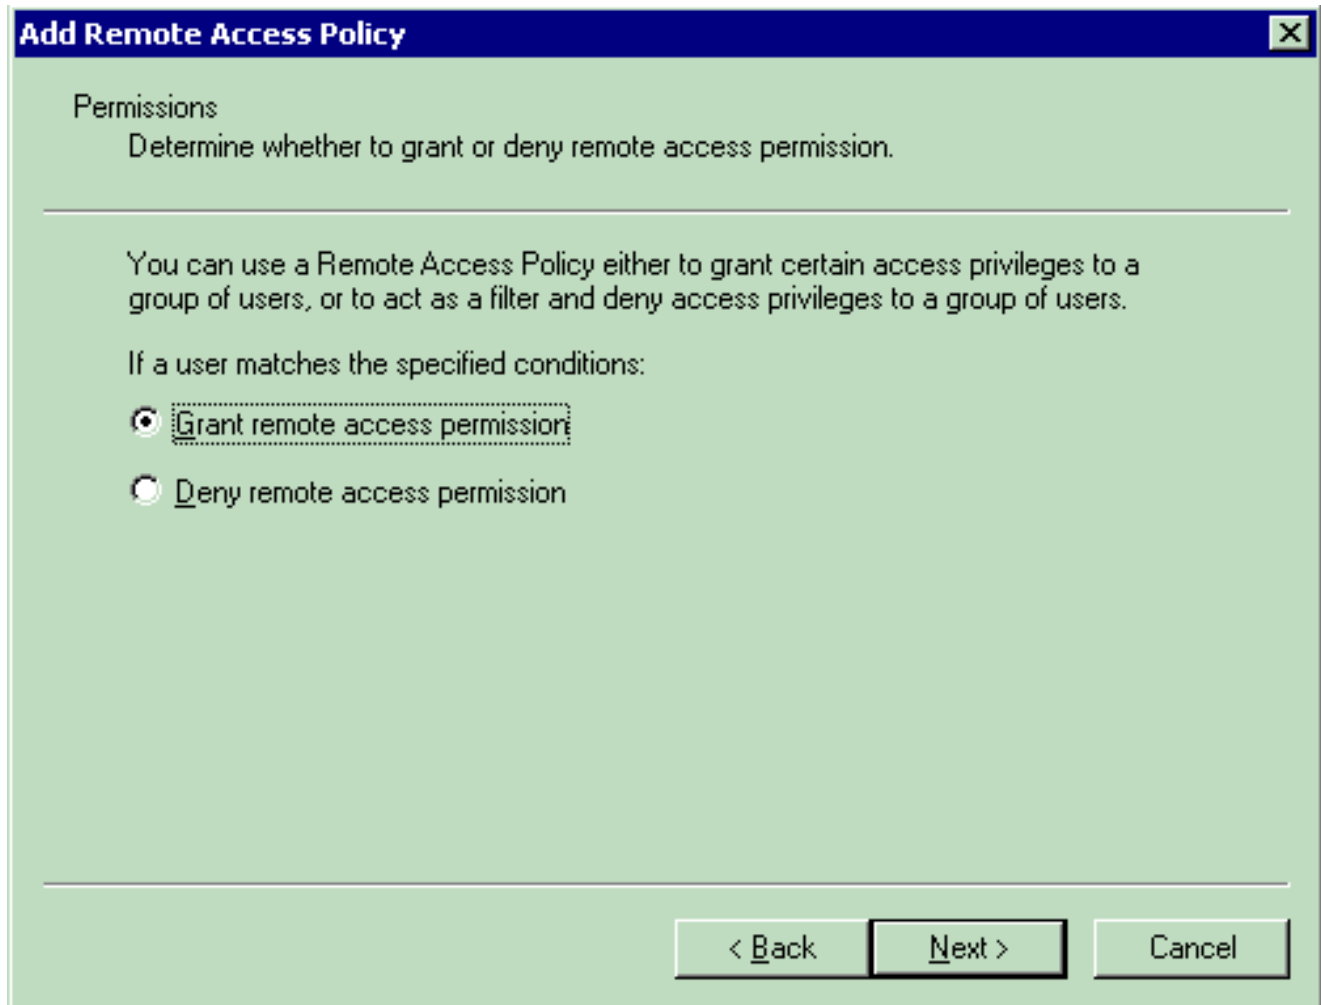 Add Remote Access Policy
Permissions
Determine whether to grant or deny remote access permission.
You can use a Remote Access Policy either to grant certain access privileges to a
group of users, or to act as a filter and deny access privileges to a group of users.
If a user matches the specified conditions:
Grant remote access permission
Deny remote access permission
< Back
Next >
Cancel